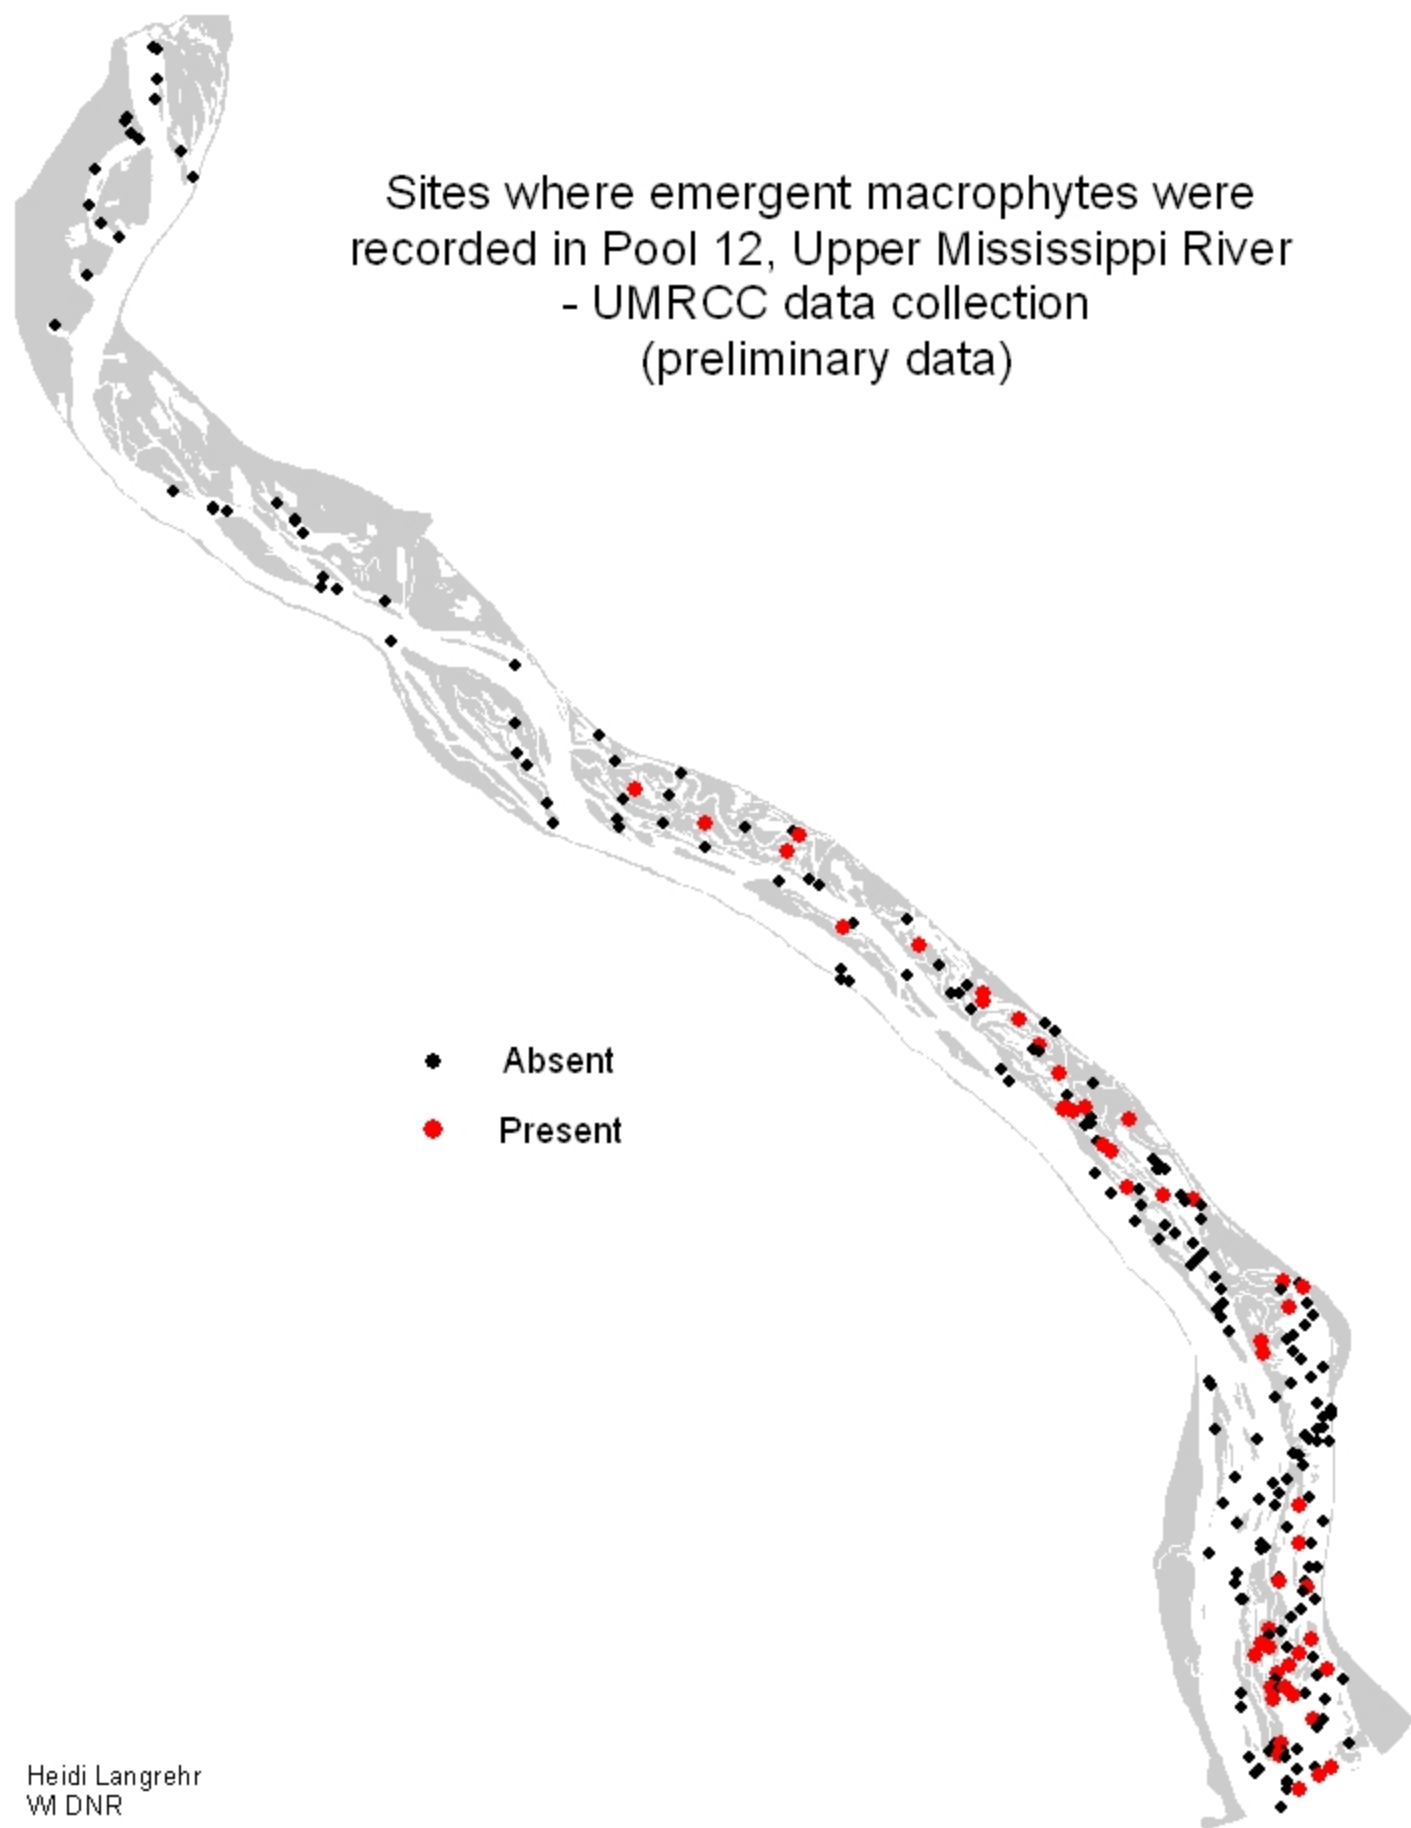 Sites where emergent macrophytes were
recorded in Pool 12, Upper Mississippi River
- UMRCC data collection
(preliminary data)
Absent
Present
Heidi Langrehr
WI DNR